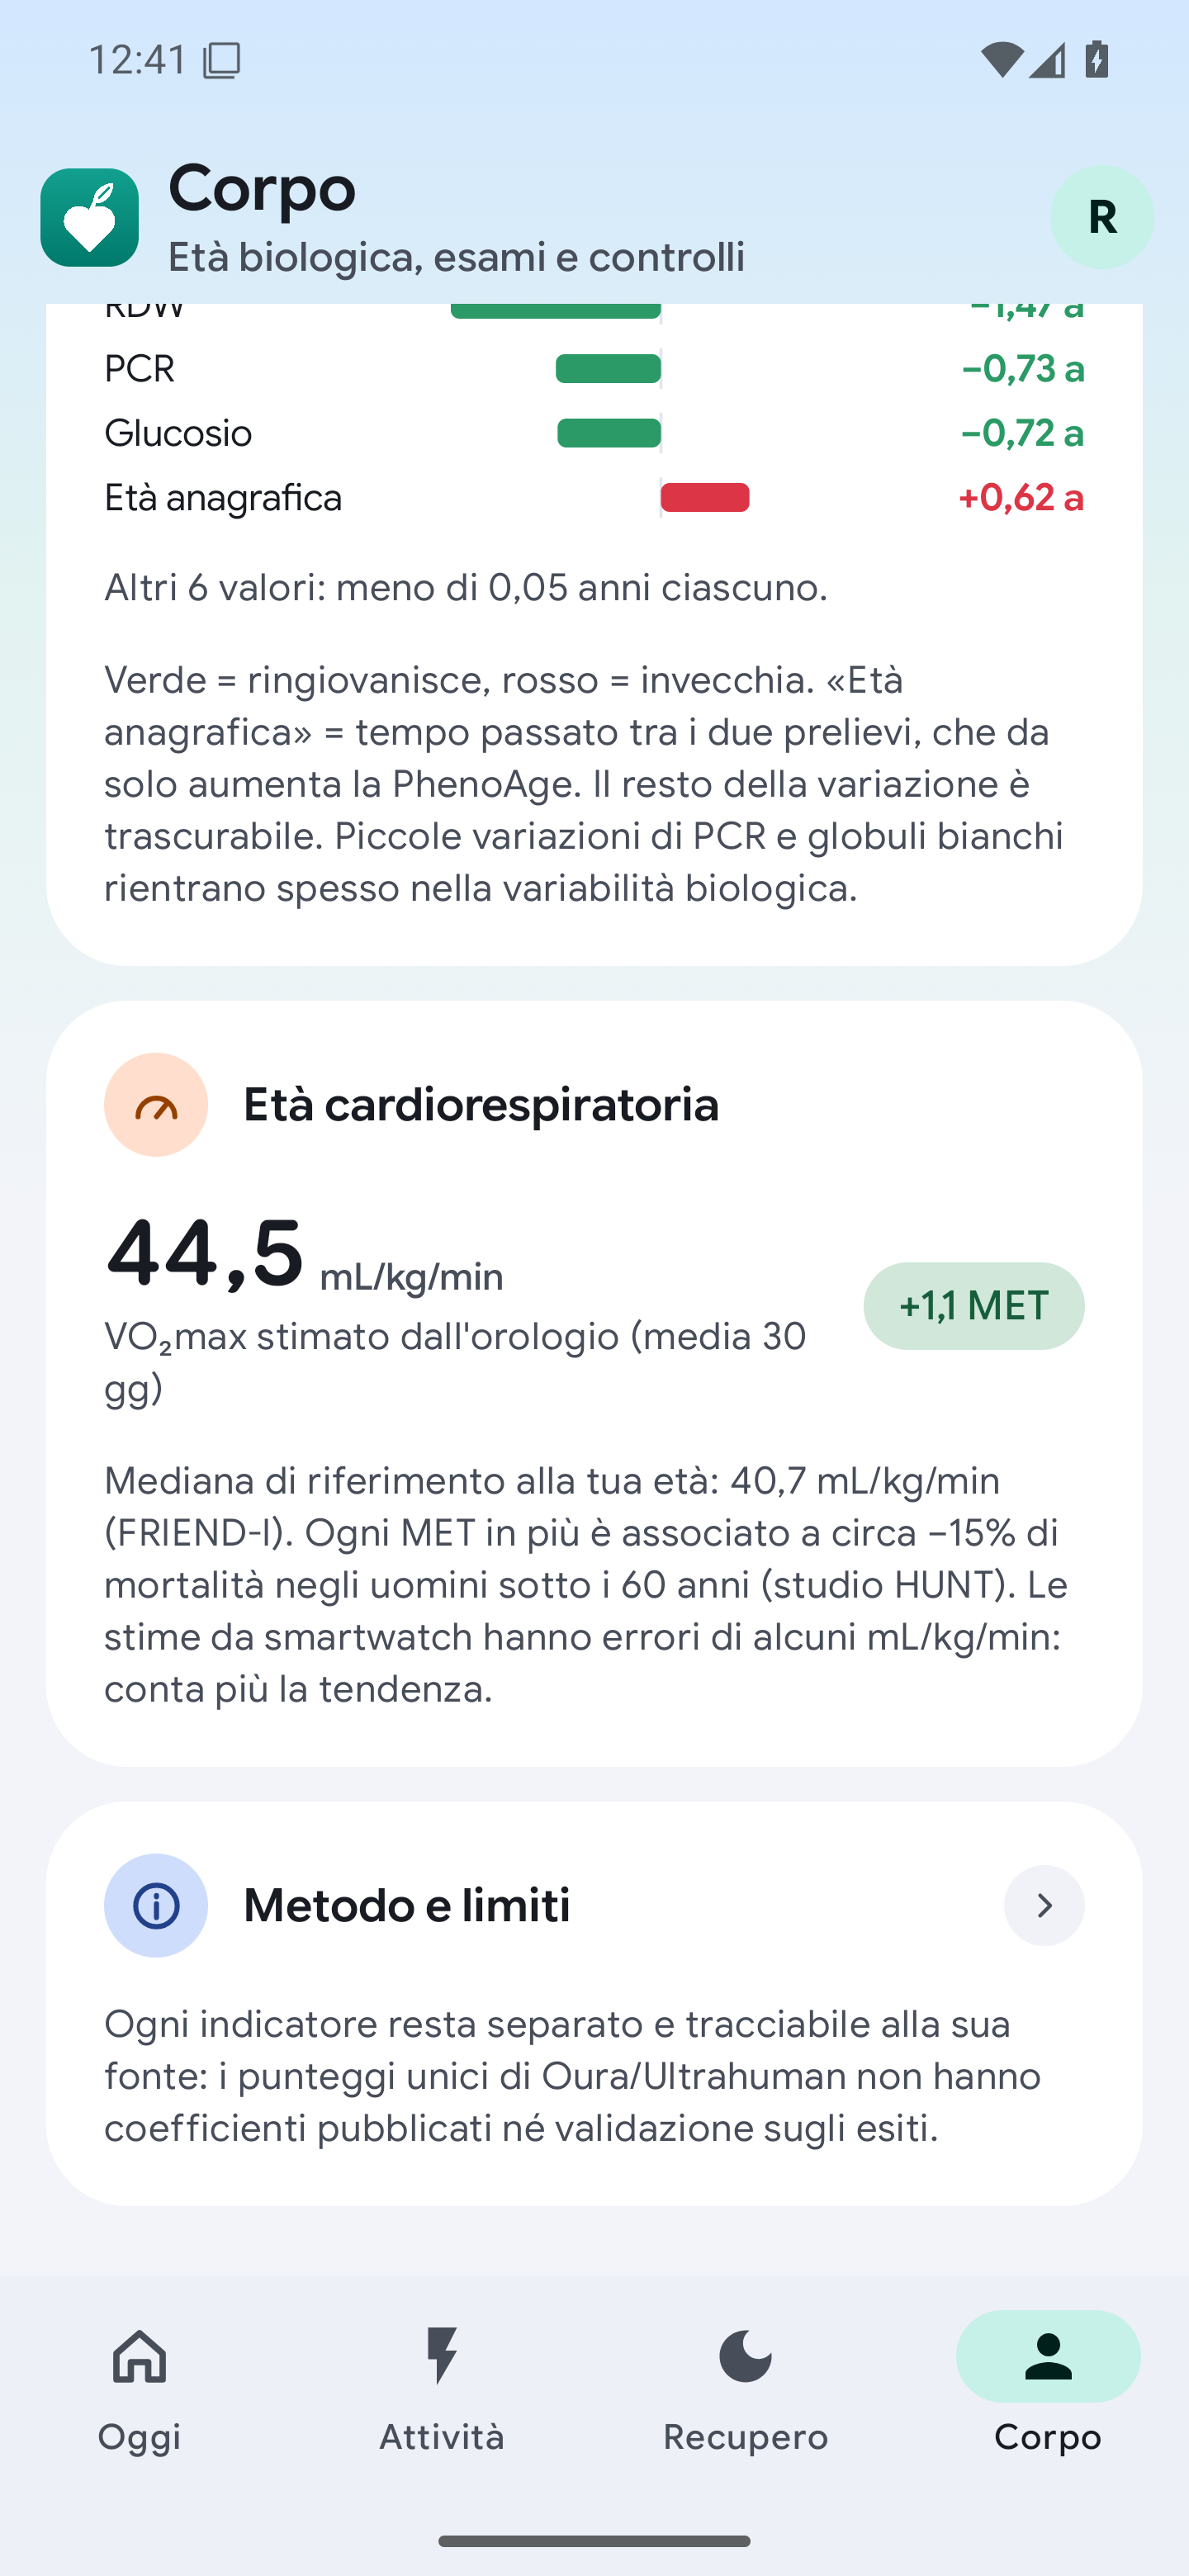 12:41
Corpo
Età biologica, esami e controlli
R
RDW −1,47 a
PCR −0,73 a
Glucosio −0,72 a
Età anagrafica +0,62 a
Altri 6 valori: meno di 0,05 anni ciascuno.
Verde = ringiovanisce, rosso = invecchia. «Età
anagrafica» = tempo passato tra i due prelievi, che da
solo aumenta la PhenoAge. Il resto della variazione è
trascurabile. Piccole variazioni di PCR e globuli bianchi
rientrano spesso nella variabilità biologica.
Età cardiorespiratoria
44,5 mL/kg/min
+1,1 MET
VO₂max stimato dall'orologio (media 30
gg)
Mediana di riferimento alla tua età: 40,7 mL/kg/min
(FRIEND-I). Ogni MET in più è associato a circa −15% di
mortalità negli uomini sotto i 60 anni (studio HUNT). Le
stime da smartwatch hanno errori di alcuni mL/kg/min:
conta più la tendenza.
Metodo e limiti
Ogni indicatore resta separato e tracciabile alla sua
fonte: i punteggi unici di Oura/Ultrahuman non hanno
coefficienti pubblicati né validazione sugli esiti.
Oggi
Attività
Recupero
Corpo